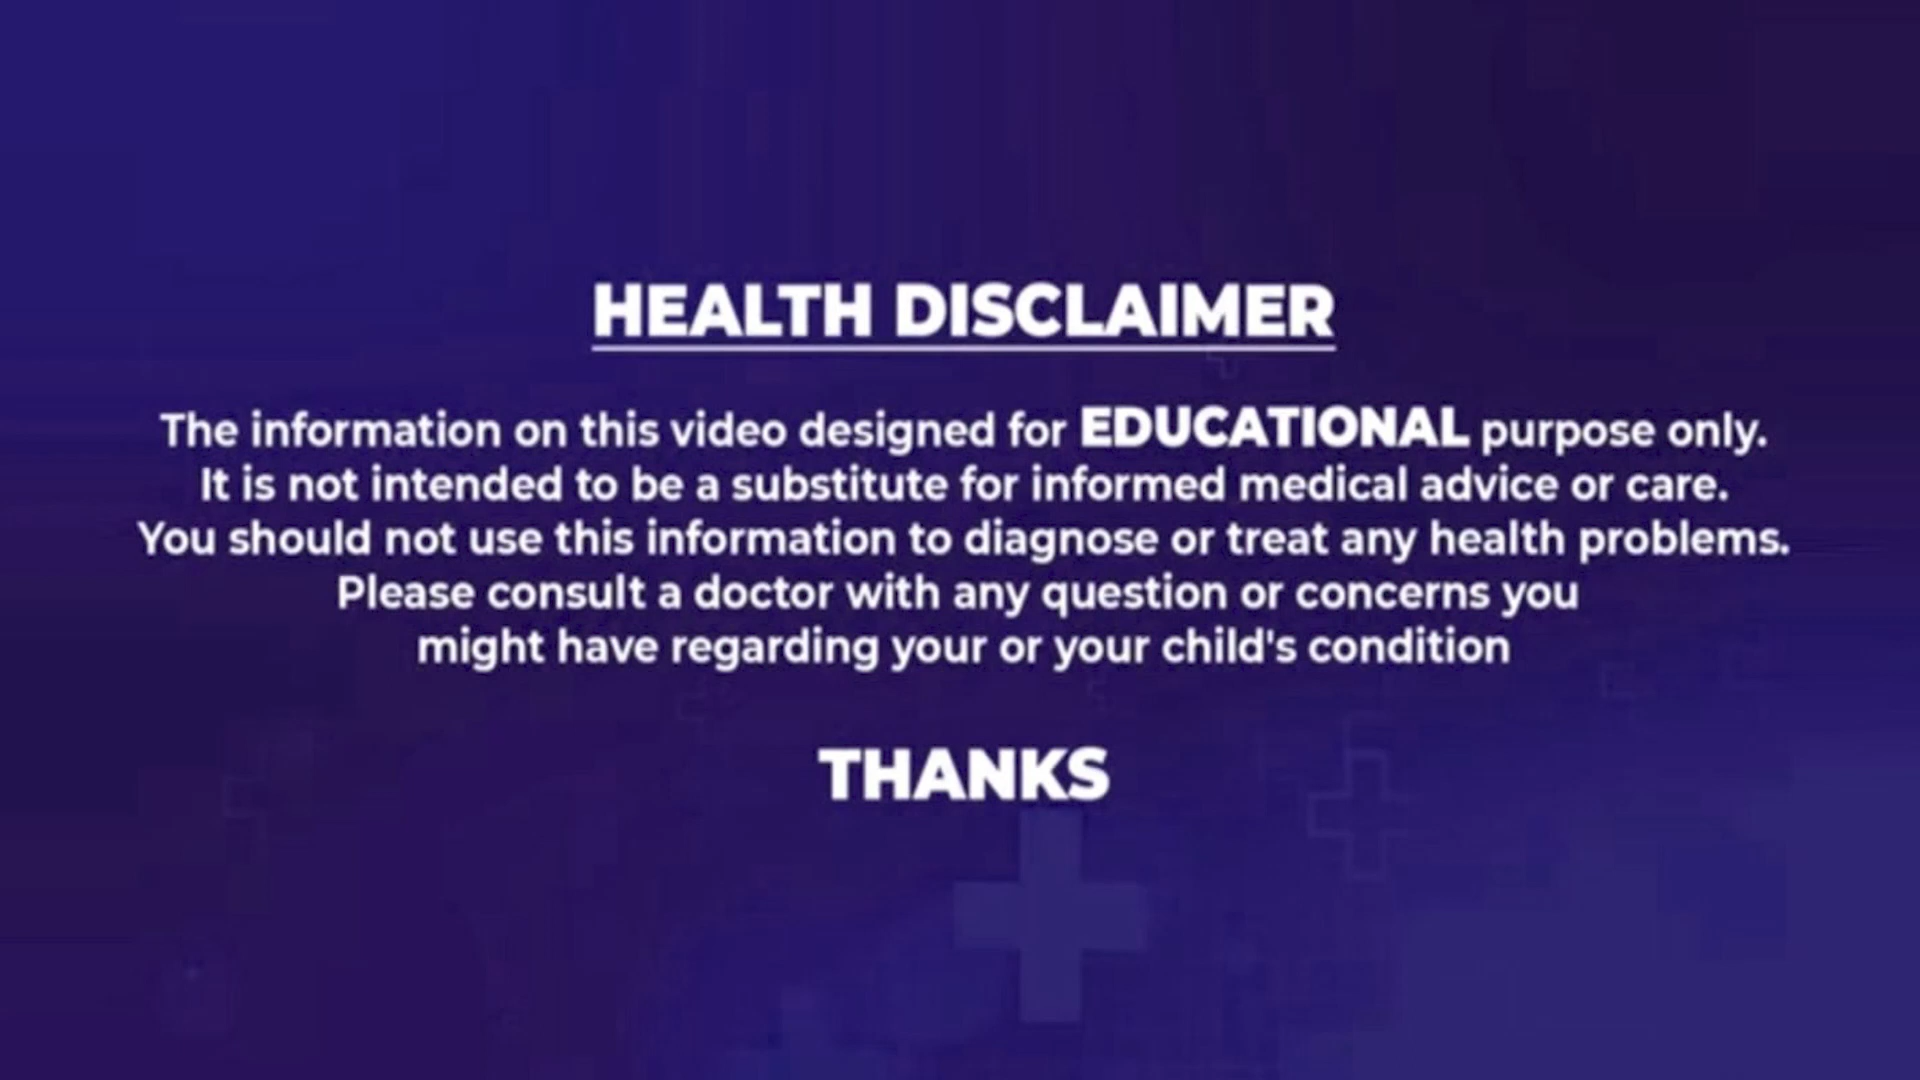 HEALTH DISCLAIMER
The information on this video designed for EDUCATIONAL purpose only.
It is not intended to be a substitute for informed medical advice or care.
You should not use this information to diagnose or treat any health problems.
Please consult a doctor with any question or concerns you
might have regarding your or your child's condition
THANKS